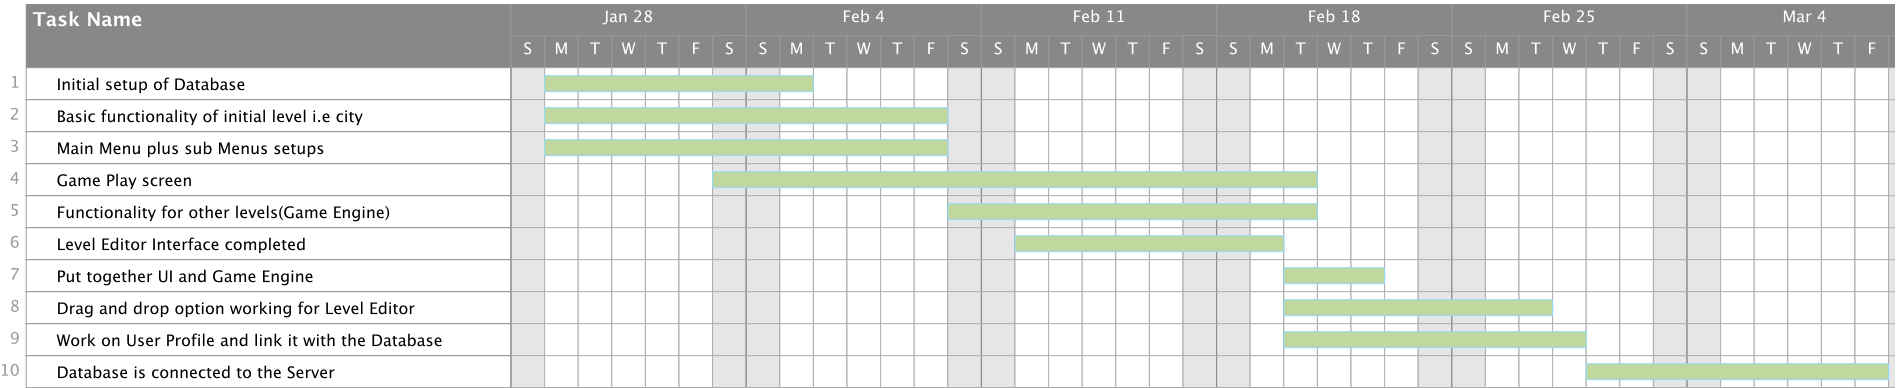 Task Name Jan 28 Feb 4 Feb 11 Feb 18 Feb 25 Mar 4
S M T W T F S S M T W T F S S M T W T F S S M T W T F S S M T W T F S S M T W T F
1 Initial setup of Database
2 Basic functionality of initial level i.e city
3 Main Menu plus sub Menus setups
4 Game Play screen
5 Functionality for other levels(Game Engine)
6 Level Editor Interface completed
7 Put together UI and Game Engine
8 Drag and drop option working for Level Editor
9 Work on User Profile and link it with the Database
10 Database is connected to the Server